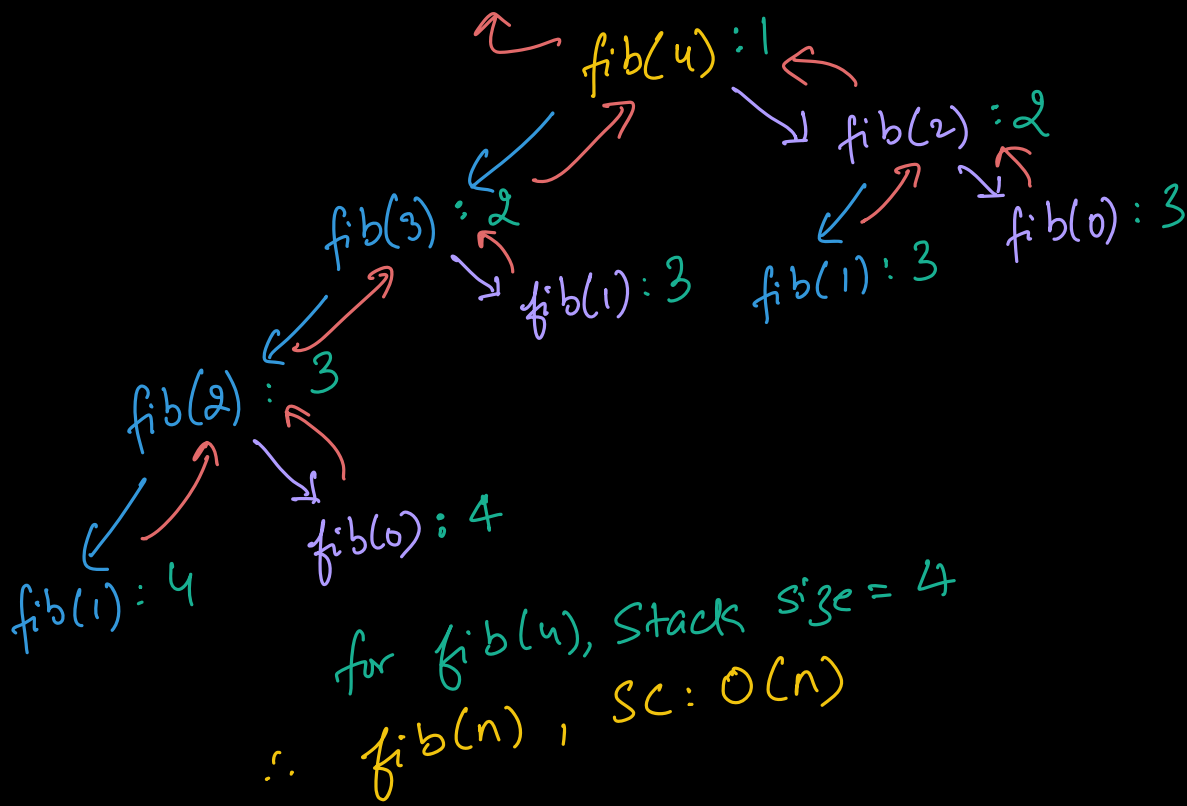 fib(4) : 1
fib(2) : 2
fib(3) : 2
fib(0) : 3
fib(1) : 3
fib(1) : 3
fib(2) : 3
fib(0) : 4
fib(1) : 4
for fib(4), Stack size = 4
∴ fib(n), SC: O(n)